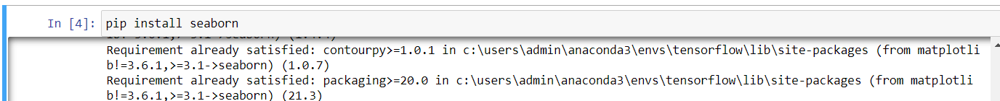 In [4]: pip install seaborn
Requirement already satisfied: contourpy>=1.0.1 in c:\users\admin\anaconda3\envs\tensorflow\lib\site-packages (from matplotli
b!=3.6.1,>=3.1->seaborn) (1.0.7)
Requirement already satisfied: packaging>=20.0 in c:\users\admin\anaconda3\envs\tensorflow\lib\site-packages (from matplotli
b!=3.6.1,>=3.1->seaborn) (21.3)